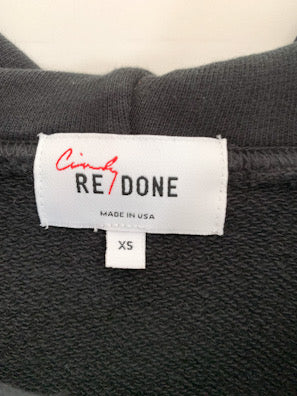 Cindy
RE/DONE
MADE IN USA
XS